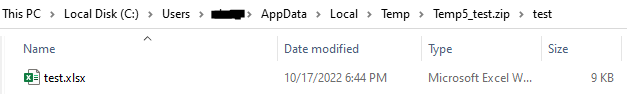 This PC > Local Disk (C:) > Users > > AppData > Local > Temp > Temp5_test.zip > test
Name Date modified Type Size
test.xlsx 10/17/2022 6:44 PM Microsoft Excel W... 9 KB